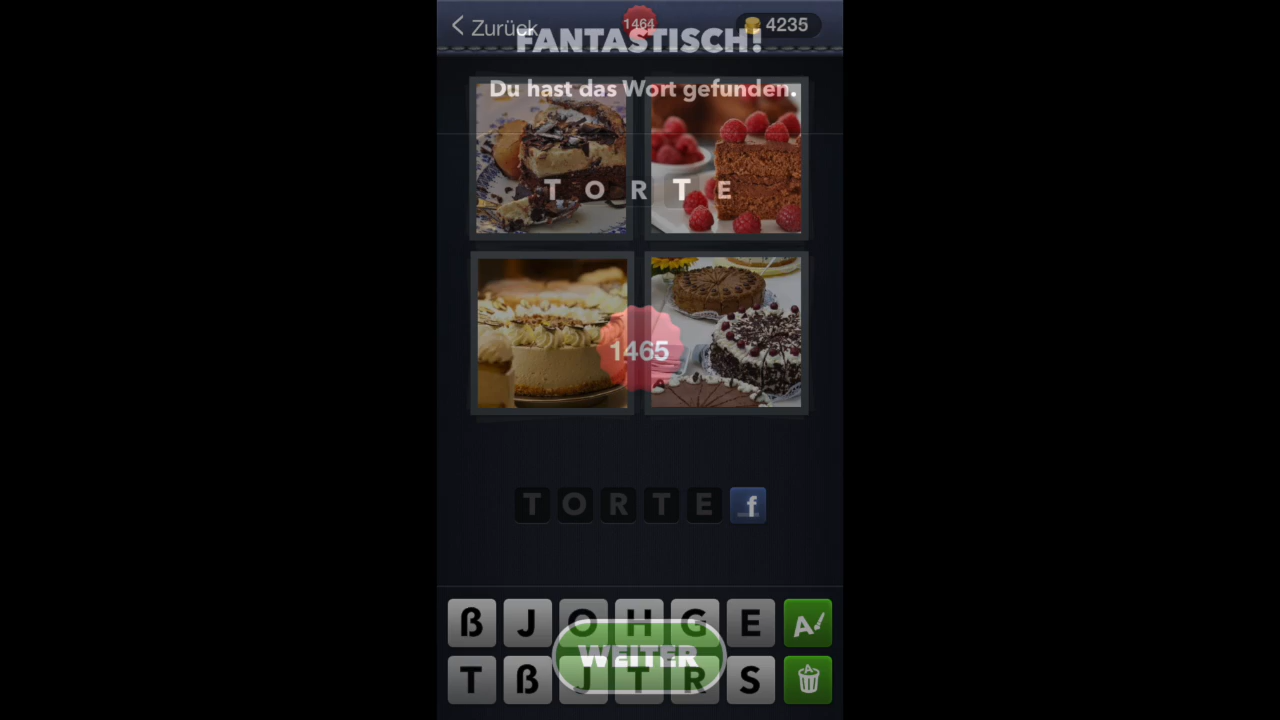 Zurück 1464 4235
FANTASTISCH!
Du hast das Wort gefunden.
T O R T E
1465
T O R T E f
ß J O H G E A
WEITER
T ß J T R S